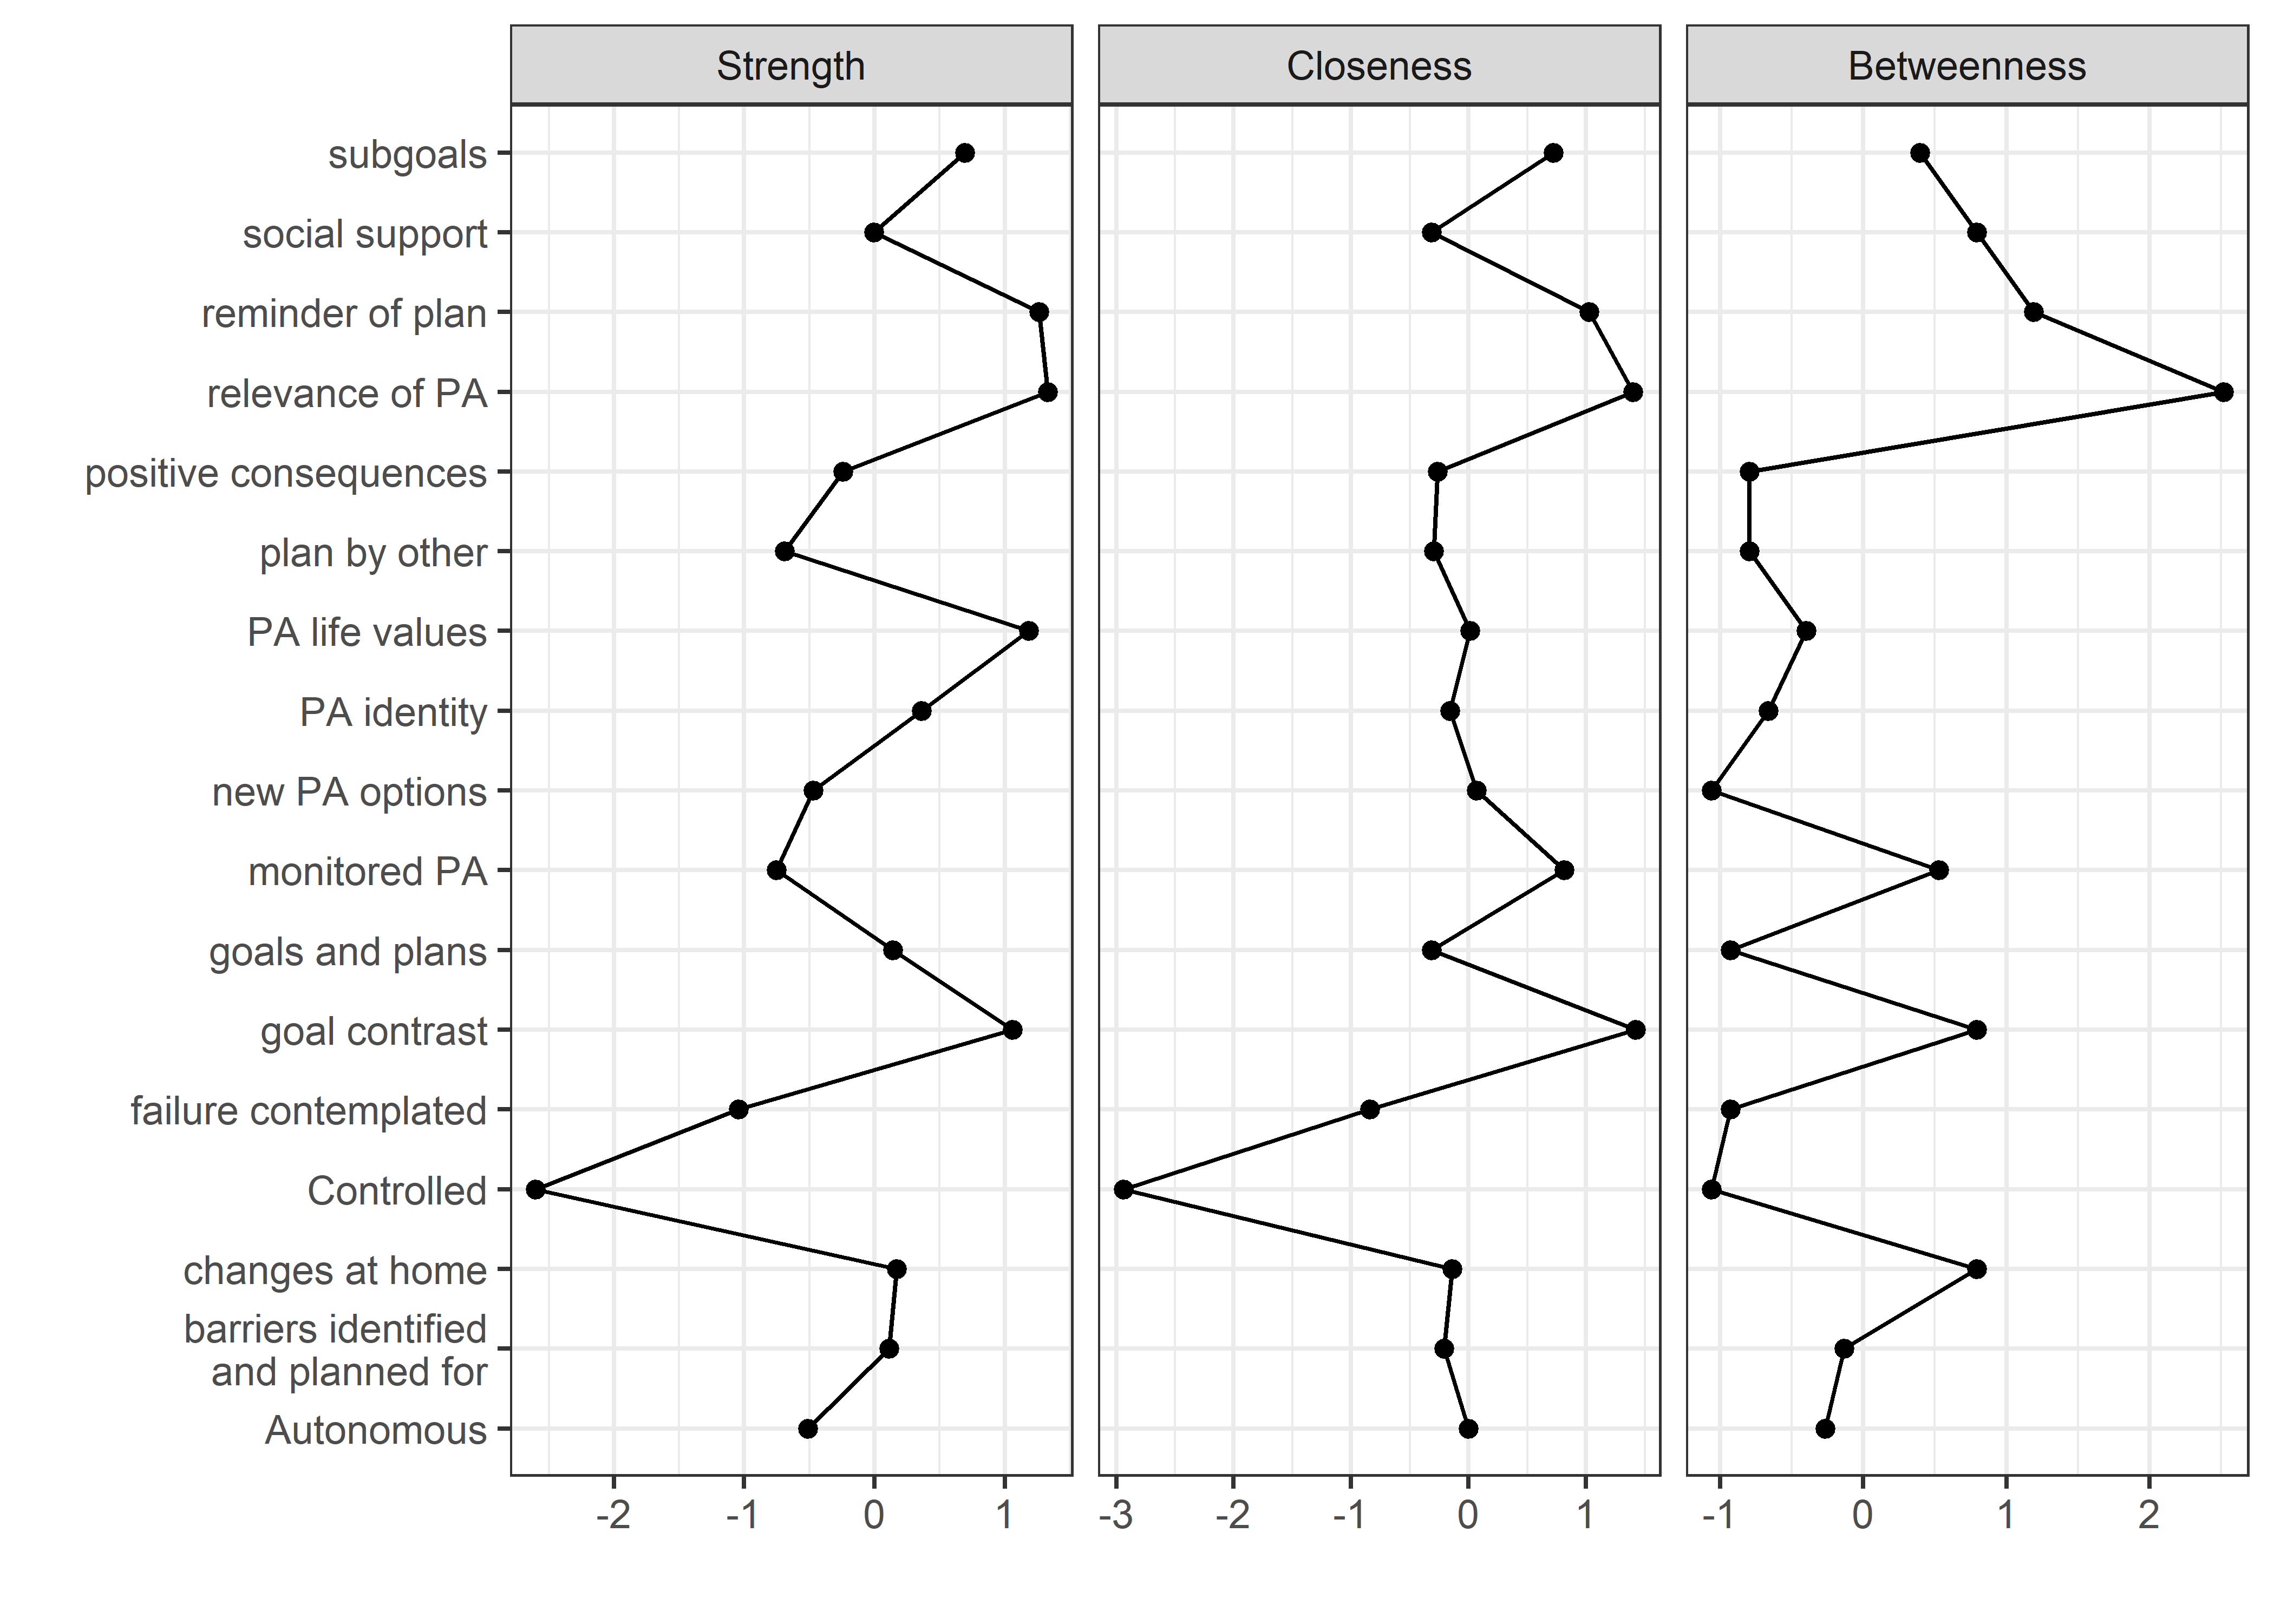 Strength
Closeness
Betweenness
subgoals
social support
reminder of plan
relevance of PA
positive consequences
plan by other
PA life values
PA identity
new PA options
monitored PA
goals and plans
goal contrast
failure contemplated
Controlled
changes at home
barriers identified
and planned for
Autonomous
-2 -1 0 1
-3 -2 -1 0 1
-1 0 1 2